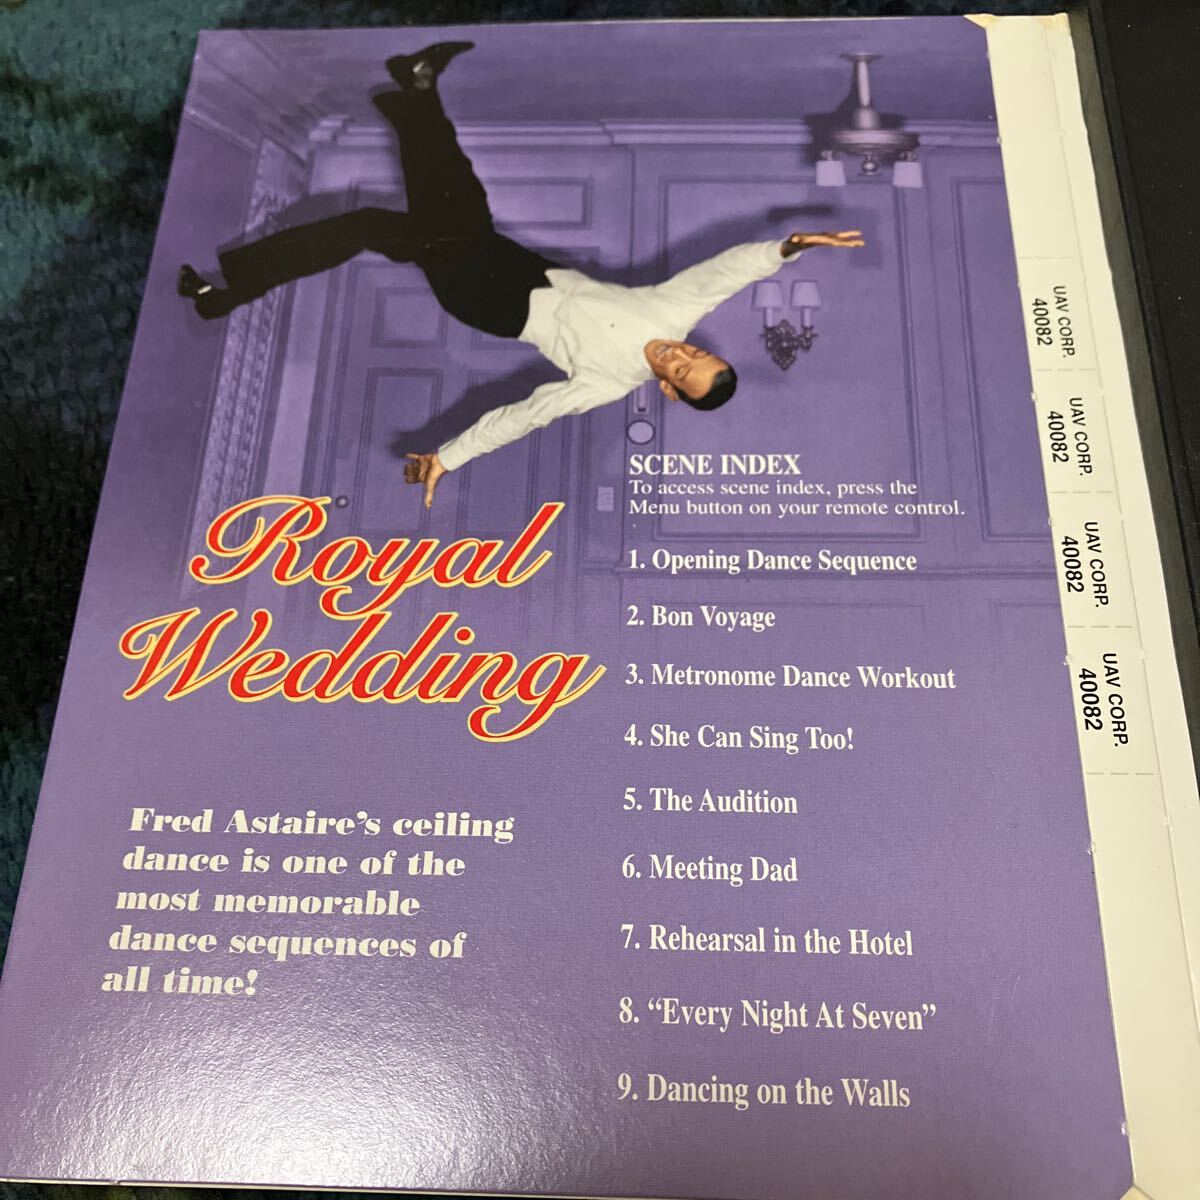 Royal
Wedding
Fred Astaire's ceiling
dance is one of the
most memorable
dance sequences of
all time!
SCENE INDEX
To access scene index, press the
Menu button on your remote control.
1. Opening Dance Sequence
2. Bon Voyage
3. Metronome Dance Workout
4. She Can Sing Too!
5. The Audition
6. Meeting Dad
7. Rehearsal in the Hotel
8. “Every Night At Seven”
9. Dancing on the Walls
UAV CORP.
40082
UAV CORP.
40082
UAV CORP.
40082
UAV CORP.
40082